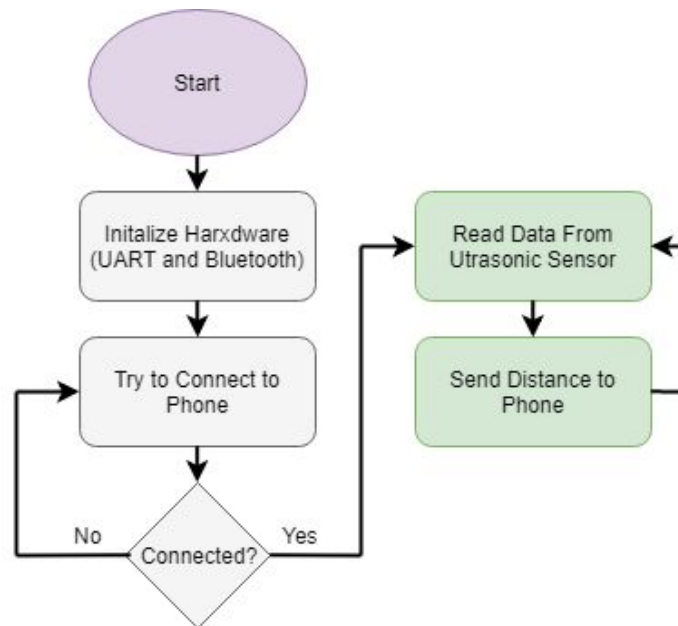 Start
Initalize Harxdware
(UART and Bluetooth)
Try to Connect to
Phone
Connected?
No
Yes
Read Data From
Utrasonic Sensor
Send Distance to
Phone